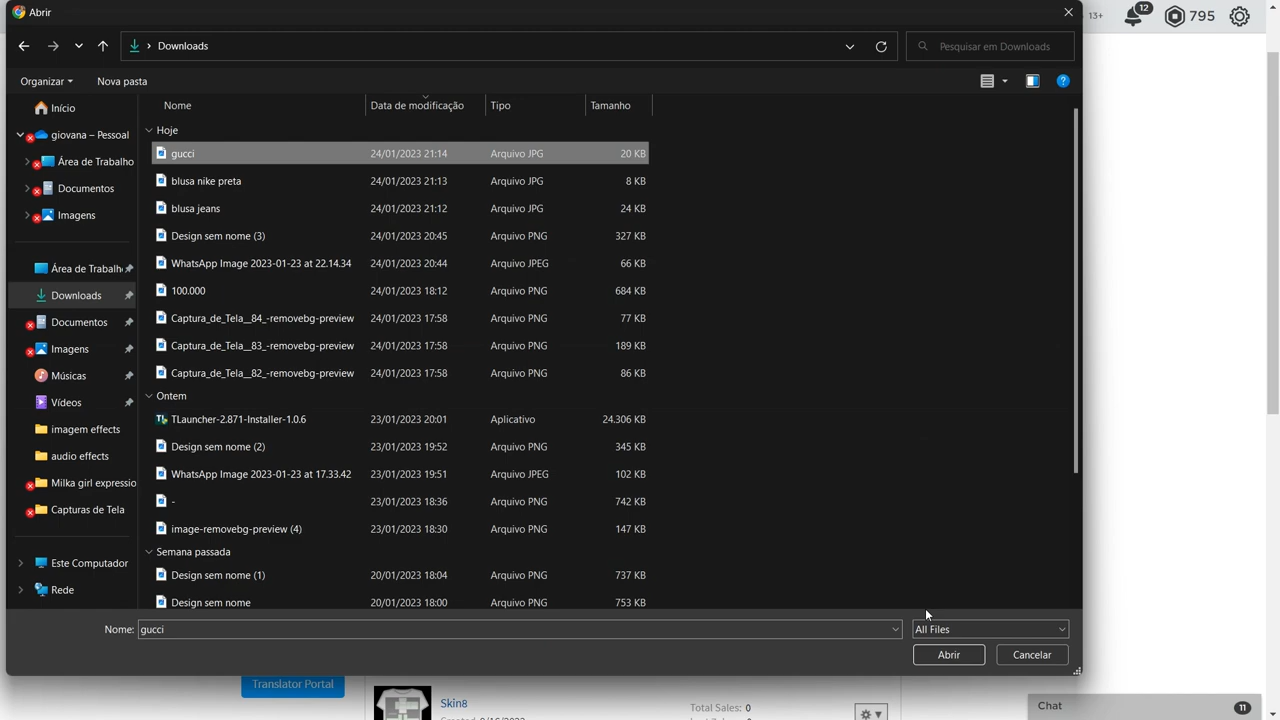 Abrir
13+
12
795
Downloads
Pesquisar em Downloads
Organizar
Nova pasta
Início
giovana – Pessoal
Área de Trabalho
Documentos
Imagens
Área de Trabalh
Downloads
Documentos
Imagens
Músicas
Vídeos
imagem effects
audio effects
Milka girl expressio
Capturas de Tela
Este Computador
Rede
Nome Data de modificação Tipo Tamanho
Hoje
gucci 24/01/2023 21:14 Arquivo JPG 20 KB
blusa nike preta 24/01/2023 21:13 Arquivo JPG 8 KB
blusa jeans 24/01/2023 21:12 Arquivo JPG 24 KB
Design sem nome (3) 24/01/2023 20:45 Arquivo PNG 327 KB
WhatsApp Image 2023-01-23 at 22.14.34 24/01/2023 20:44 Arquivo JPEG 66 KB
100.000 24/01/2023 18:12 Arquivo PNG 684 KB
Captura_de_Tela__84_-removebg-preview 24/01/2023 17:58 Arquivo PNG 77 KB
Captura_de_Tela__83_-removebg-preview 24/01/2023 17:58 Arquivo PNG 189 KB
Captura_de_Tela__82_-removebg-preview 24/01/2023 17:58 Arquivo PNG 86 KB
Ontem
TLauncher-2.871-Installer-1.0.6 23/01/2023 20:01 Aplicativo 24.306 KB
Design sem nome (2) 23/01/2023 19:52 Arquivo PNG 345 KB
WhatsApp Image 2023-01-23 at 17.33.42 23/01/2023 19:51 Arquivo JPEG 102 KB
- 23/01/2023 18:36 Arquivo PNG 742 KB
image-removebg-preview (4) 23/01/2023 18:30 Arquivo PNG 147 KB
Semana passada
Design sem nome (1) 20/01/2023 18:04 Arquivo PNG 737 KB
Design sem nome 20/01/2023 18:00 Arquivo PNG 753 KB
Nome: gucci All Files
Abrir Cancelar
Translator Portal
Skin8
Total Sales: 0
Chat 11